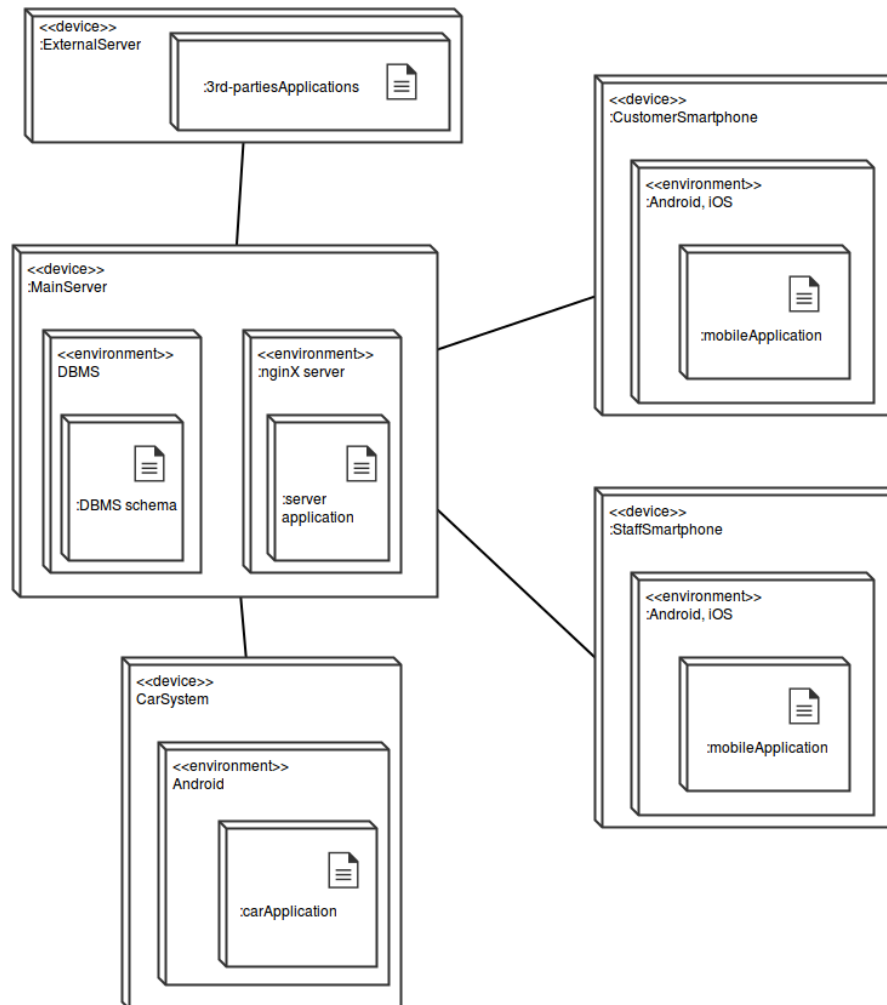 <<device>>
:ExternalServer
:3rd-partiesApplications
<<device>>
:CustomerSmartphone
<<environment>>
:Android, iOS
:mobileApplication
<<device>>
:MainServer
<<environment>>
DBMS
:DBMS schema
<<environment>>
:nginX server
:server
application
<<device>>
:StaffSmartphone
<<environment>>
:Android, iOS
:mobileApplication
<<device>>
CarSystem
<<environment>>
Android
:carApplication